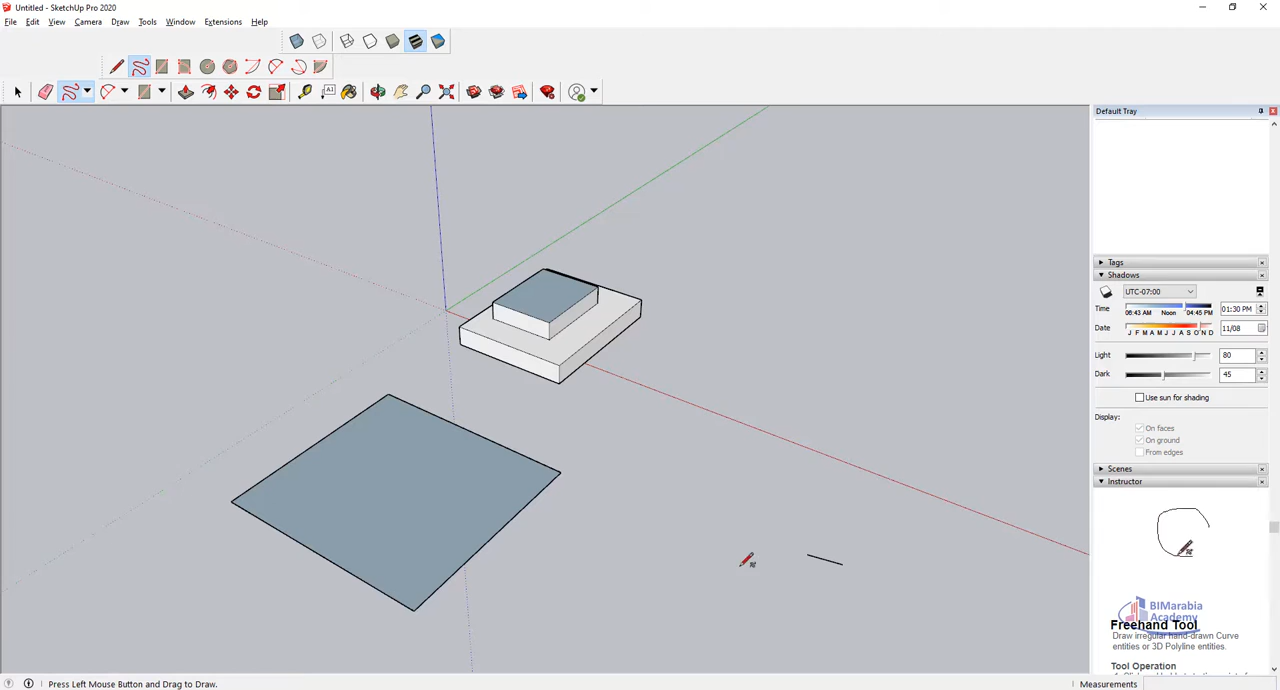 Untitled - SketchUp Pro 2020
File Edit View Camera Draw Tools Window Extensions Help
Default Tray
Tags
Shadows
UTC-07:00
Time
01:30 PM
06:43 AM Noon 04:45 PM
Date
11/08
J F M A M J J A S O N D
Light
80
Dark
45
Use sun for shading
Display:
On faces
On ground
From edges
Scenes
Instructor
BIMarabia
Academy
Freehand Tool
Draw irregular hand-drawn Curve
entities or 3D Polyline entities.
Tool Operation
Press Left Mouse Button and Drag to Draw.
Measurements